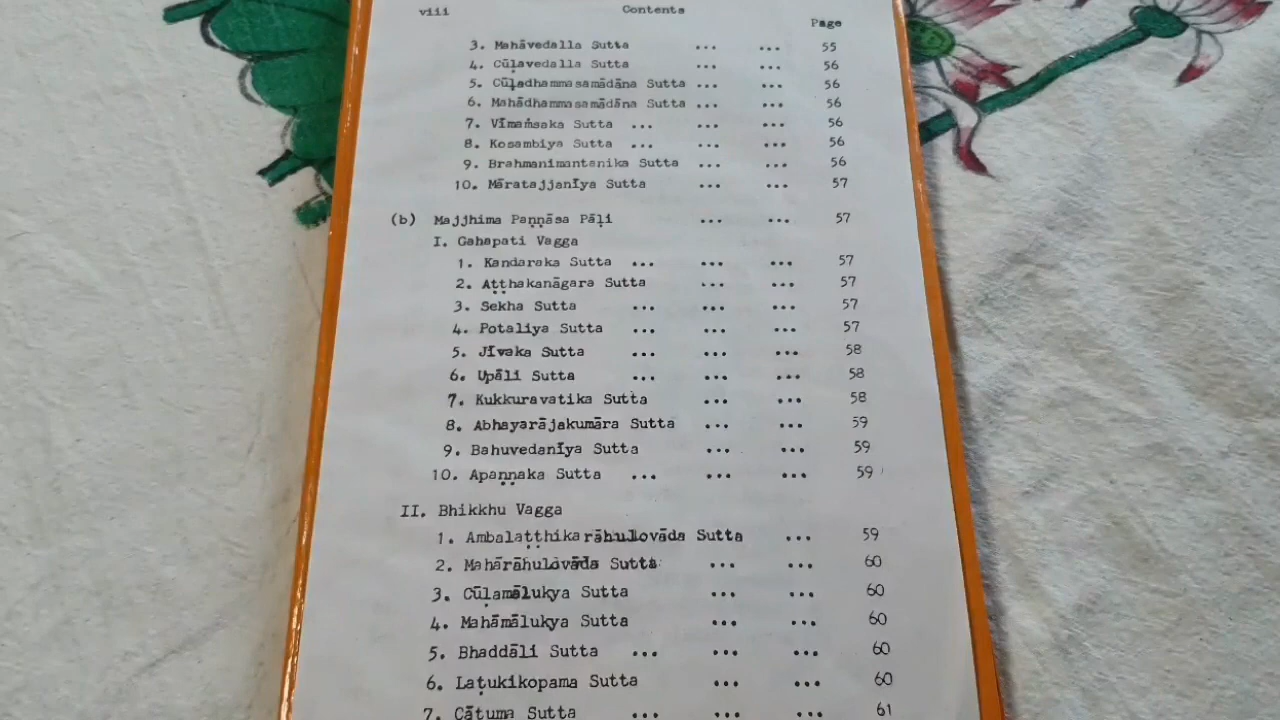 viii Contents
Page
3. Mahāvedalla Sutta ... ... 55
4. Cūḷavedalla Sutta ... ... 56
5. Cūḷadhammasamādāna Sutta ... ... 56
6. Mahādhammasamādāna Sutta ... ... 56
7. Vīmaṁsaka Sutta ... ... ... 56
8. Kosambiya Sutta ... ... ... 56
9. Brahmanimantanika Sutta ... ... 56
10. Māratajjanīya Sutta ... ... 57
(b) Majjhima Paṇṇāsa Pāḷi ... ... 57
I. Gahapati Vagga
1. Kandaraka Sutta ... ... ... 57
2. Aṭṭhakanāgara Sutta ... ... 57
3. Sekha Sutta ... ... ... 57
4. Potaliya Sutta ... ... ... 57
5. Jīvaka Sutta ... ... ... 58
6. Upāli Sutta ... ... ... 58
7. Kukkuravatika Sutta ... ... 58
8. Abhayarājakumāra Sutta ... ... 59
9. Bahuvedanīya Sutta ... ... 59
10. Apaṇṇaka Sutta ... ... ... 59
II. Bhikkhu Vagga
1. Ambalaṭṭhikarāhulovāda Sutta ... 59
2. Mahārāhulovāda Sutta ... ... 60
3. Cūḷamālukya Sutta ... ... 60
4. Mahāmālukya Sutta ... ... 60
5. Bhaddāli Sutta ... ... ... 60
6. Laṭukikopama Sutta ... ... 60
7. Cātuma Sutta ... ... ... 61